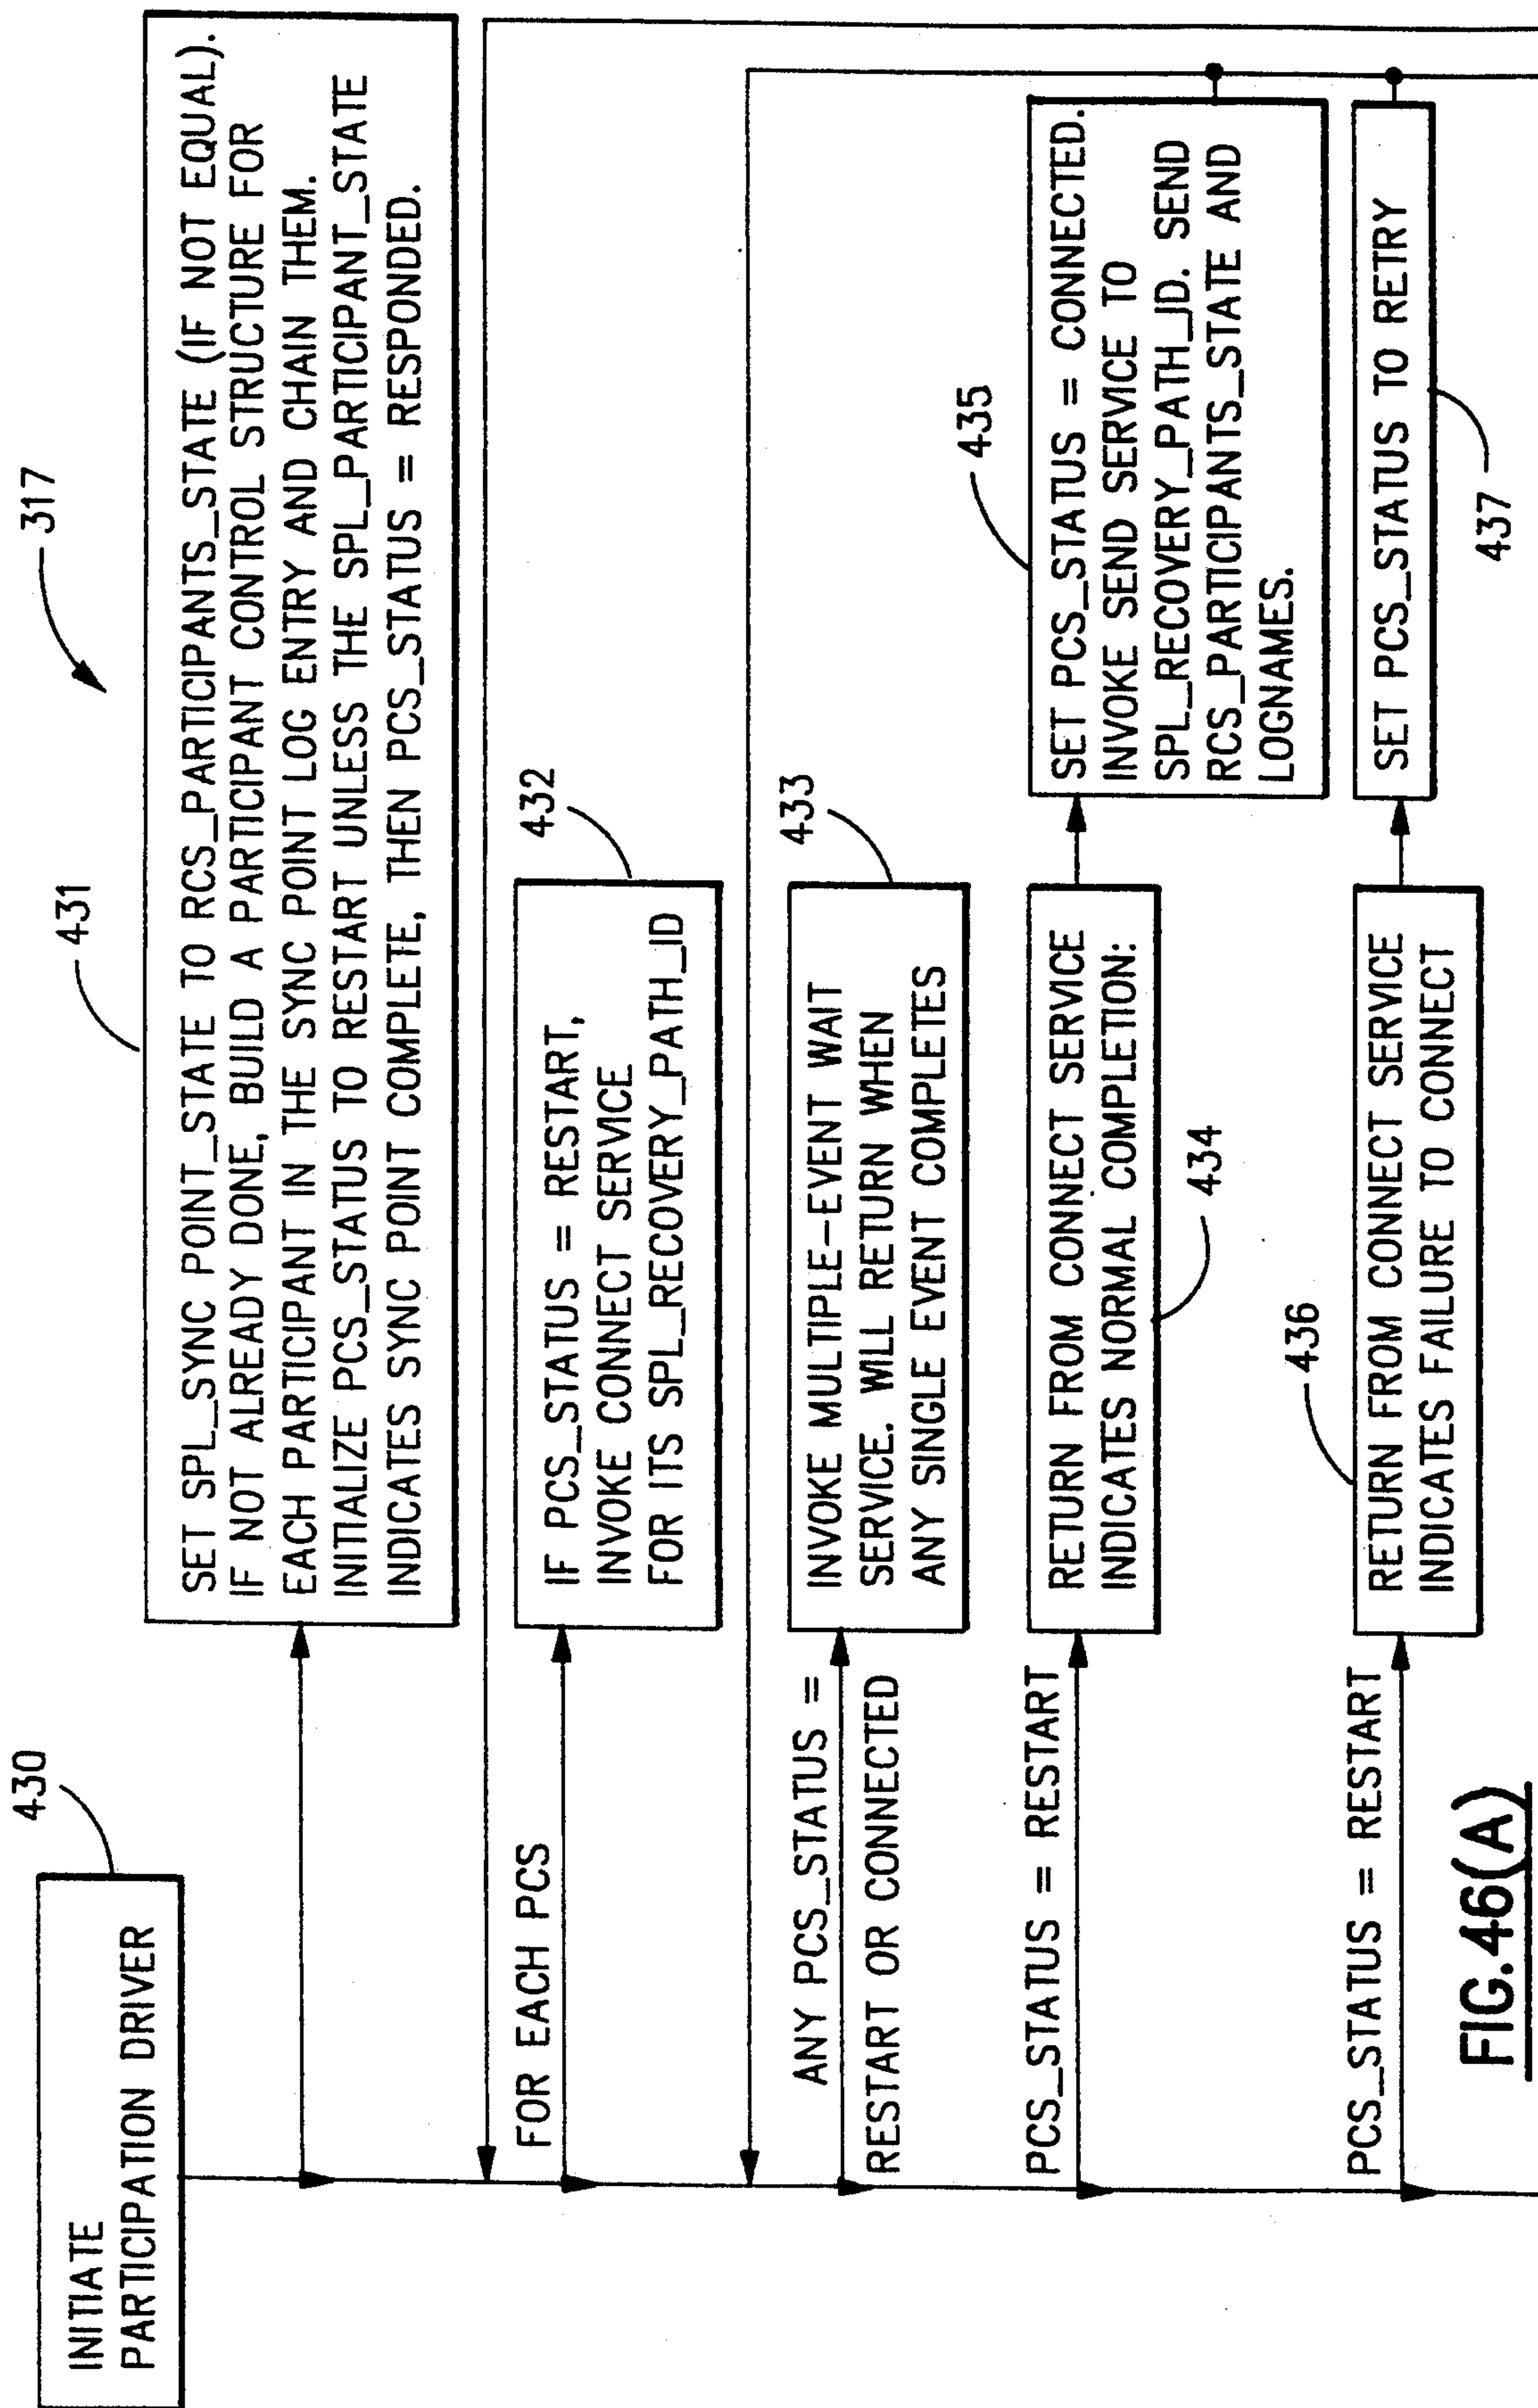 317
430
INITIATE
PARTICIPATION DRIVER
431
SET SPL_SYNC POINT_STATE TO RCS_PARTICIPANTS_STATE (IF NOT EQUAL).
IF NOT ALREADY DONE, BUILD A PARTICIPANT CONTROL STRUCTURE FOR
EACH PARTICIPANT IN THE SYNC POINT LOG ENTRY AND CHAIN THEM.
INITIALIZE PCS_STATUS TO RESTART UNLESS THE SPL_PARTICIPANT_STATE
INDICATES SYNC POINT COMPLETE, THEN PCS_STATUS = RESPONDED.
FOR EACH PCS
432
IF PCS_STATUS = RESTART,
INVOKE CONNECT SERVICE
FOR ITS SPL_RECOVERY_PATH_ID
ANY PCS_STATUS =
RESTART OR CONNECTED
433
INVOKE MULTIPLE-EVENT WAIT
SERVICE. WILL RETURN WHEN
ANY SINGLE EVENT COMPLETES
PCS_STATUS = RESTART
RETURN FROM CONNECT SERVICE
INDICATES NORMAL COMPLETION:
434
435
SET PCS_STATUS = CONNECTED.
INVOKE SEND SERVICE TO
SPL_RECOVERY_PATH_ID. SEND
RCS_PARTICIPANTS_STATE AND
LOGNAMES.
PCS_STATUS = RESTART
436
RETURN FROM CONNECT SERVICE
INDICATES FAILURE TO CONNECT
SET PCS_STATUS TO RETRY
437
FIG.46(A)